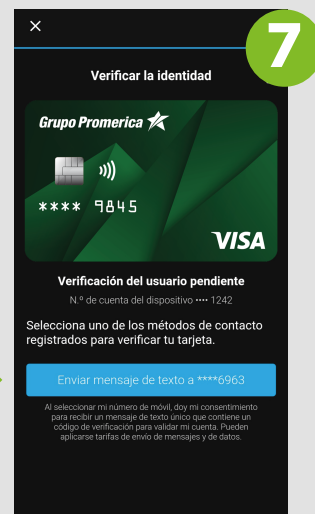 7
Verificar la identidad
Grupo Promerica
**** 9845
VISA
Verificación del usuario pendiente
N.º de cuenta del dispositivo •••• 1242
Selecciona uno de los métodos de contacto
registrados para verificar tu tarjeta.
Enviar mensaje de texto a ****6963
Al seleccionar mi número de móvil, doy mi consentimiento
para recibir un mensaje de texto único que contiene un
código de verificación para validar mi cuenta. Pueden
aplicarse tarifas de envío de mensajes y de datos.